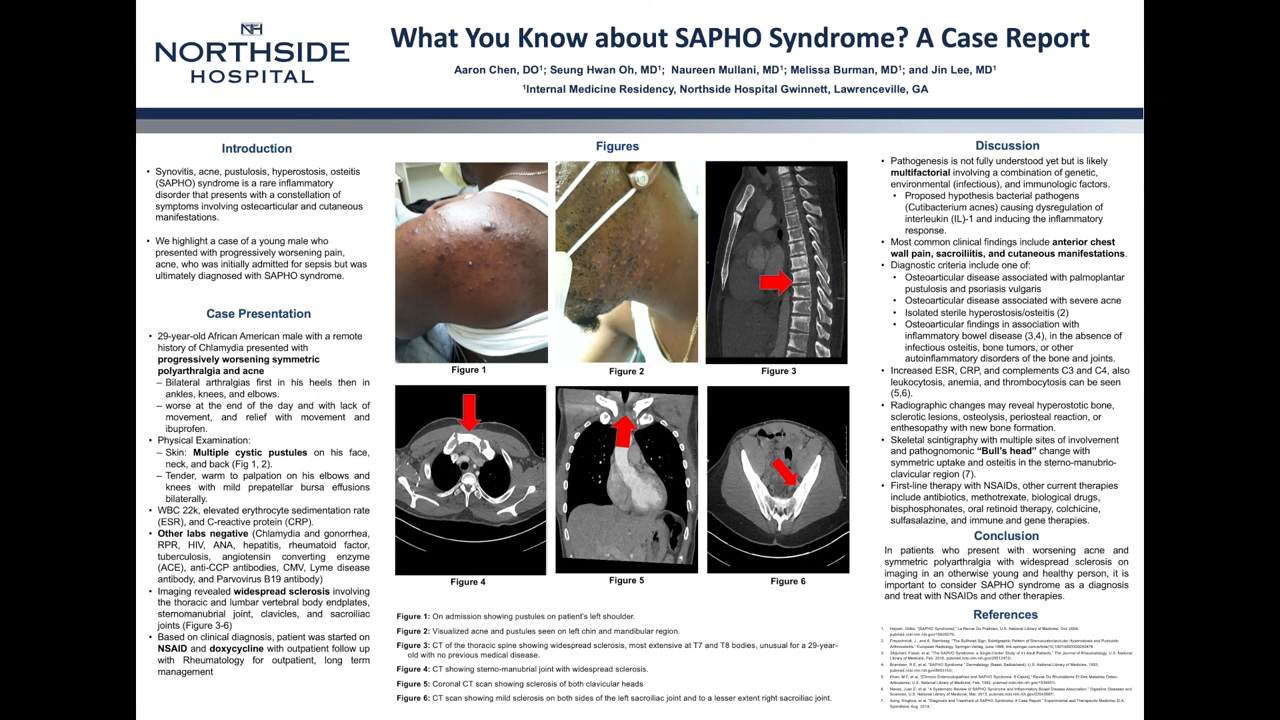 NH
NORTHSIDE
HOSPITAL
What You Know about SAPHO Syndrome? A Case Report
Aaron Chen, DO¹; Seung Hwan Oh, MD¹; Naureen Mullani, MD¹; Melissa Burman, MD¹; and Jin Lee, MD¹
¹Internal Medicine Residency, Northside Hospital Gwinnett, Lawrenceville, GA
Introduction
• Synovitis, acne, pustulosis, hyperostosis, osteitis
(SAPHO) syndrome is a rare inflammatory
disorder that presents with a constellation of
symptoms involving osteoarticular and cutaneous
manifestations.
• We highlight a case of a young male who
presented with progressively worsening pain,
acne, who was initially admitted for sepsis but was
ultimately diagnosed with SAPHO syndrome.
Case Presentation
• 29-year-old African American male with a remote
history of Chlamydia presented with
progressively worsening symmetric
polyarthralgia and acne
– Bilateral arthralgias first in his heels then in
ankles, knees, and elbows.
– worse at the end of the day and with lack of
movement, and relief with movement and
ibuprofen.
• Physical Examination:
– Skin: Multiple cystic pustules on his face,
neck, and back (Fig 1, 2).
– Tender, warm to palpation on his elbows and
knees with mild prepatellar bursa effusions
bilaterally.
• WBC 22k, elevated erythrocyte sedimentation rate
(ESR), and C-reactive protein (CRP).
• Other labs negative (Chlamydia and gonorrhea,
RPR, HIV, ANA, hepatitis, rheumatoid factor,
tuberculosis, angiotensin converting enzyme
(ACE), anti-CCP antibodies, CMV, Lyme disease
antibody, and Parvovirus B19 antibody)
• Imaging revealed widespread sclerosis involving
the thoracic and lumbar vertebral body endplates,
sternomanubrial joint, clavicles, and sacroiliac
joints (Figure 3-6)
• Based on clinical diagnosis, patient was started on
NSAID and doxycycline with outpatient follow up
with Rheumatology for outpatient, long term
management
Figures
Figure 1
Figure 2
Figure 3
Figure 4
Figure 5
Figure 6
Figure 1: On admission showing pustules on patient's left shoulder.
Figure 2: Visualized acne and pustules seen on left chin and mandibular region.
Figure 3: CT of the thoracic spine showing widespread sclerosis, most extensive at T7 and T8 bodies, unusual for a 29-year-
old with no previous medical disease.
Figure 4: CT showing sterno-manubrial joint with widespread sclerosis.
Figure 5: Coronal CT scan showing sclerosis of both clavicular heads
Figure 6: CT scan showing mild sclerosis on both sides of the left sacroiliac joint and to a lesser extent right sacroiliac joint.
Discussion
• Pathogenesis is not fully understood yet but is likely
multifactorial involving a combination of genetic,
environmental (infectious), and immunologic factors.
• Proposed hypothesis bacterial pathogens
(Cutibacterium acnes) causing dysregulation of
interleukin (IL)-1 and inducing the inflammatory
response.
• Most common clinical findings include anterior chest
wall pain, sacroiliitis, and cutaneous manifestations.
• Diagnostic criteria include one of:
• Osteoarticular disease associated with palmoplantar
pustulosis and psoriasis vulgaris
• Osteoarticular disease associated with severe acne
• Isolated sterile hyperostosis/osteitis (2)
• Osteoarticular findings in association with
inflammatory bowel disease (3,4), in the absence of
infectious osteitis, bone tumors, or other
autoinflammatory disorders of the bone and joints.
• Increased ESR, CRP, and complements C3 and C4, also
leukocytosis, anemia, and thrombocytosis can be seen
(5,6).
• Radiographic changes may reveal hyperostotic bone,
sclerotic lesions, osteolysis, periosteal reaction, or
enthesopathy with new bone formation.
• Skeletal scintigraphy with multiple sites of involvement
and pathognomonic “Bull's head” change with
symmetric uptake and osteitis in the sterno-manubrio-
clavicular region (7).
• First-line therapy with NSAIDs, other current therapies
include antibiotics, methotrexate, biological drugs,
bisphosphonates, oral retinoid therapy, colchicine,
sulfasalazine, and immune and gene therapies.
Conclusion
In patients who present with worsening acne and
symmetric polyarthralgia with widespread sclerosis on
imaging in an otherwise young and healthy person, it is
important to consider SAPHO syndrome as a diagnosis
and treat with NSAIDs and other therapies.
References